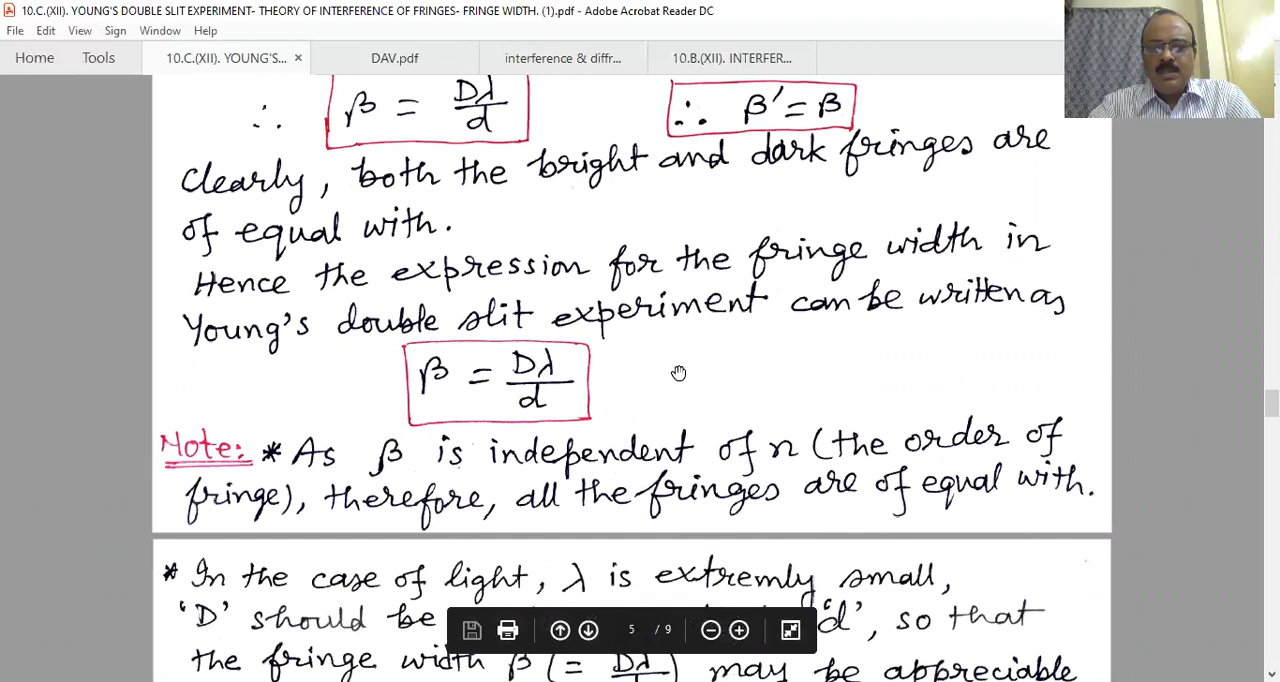 10.C.(XII). YOUNG'S DOUBLE SLIT EXPERIMENT- THEORY OF INTERFERENCE OF FRINGES- FRINGE WIDTH. (1).pdf - Adobe Acrobat Reader DC
File Edit View Sign Window Help
Home Tools 10.C.(XII). YOUNG'S... × DAV.pdf interference & diffr... 10.B.(XII). INTERFER...
∴ β = Dλ/d ∴ β' = β
Clearly, both the bright and dark fringes are
of equal with.
Hence the expression for the fringe width in
Young's double slit experiment can be written as
β = Dλ/d
Note: * As β is independent of n (the order of
fringe), therefore, all the fringes are of equal with.
* In the case of light, λ is extremly small,
'D' should be 'd', so that
5 / 9
the fringe width β (= Dλ/d) may be appreciable